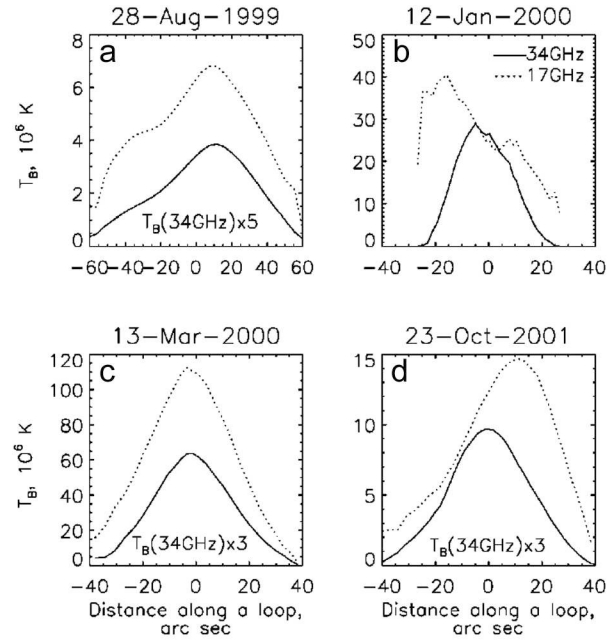 28-Aug-1999
12-Jan-2000
a
b
34GHz
17GHz
T_B, 10^6 K
8
6
4
2
0
50
40
30
20
10
0
T_B(34GHz)x5
-60 -40 -20 0 20 40 60
-40 -20 0 20 40
13-Mar-2000
23-Oct-2001
c
d
T_B, 10^6 K
120
100
80
60
40
20
0
15
10
5
0
T_B(34GHz)x3
T_B(34GHz)x3
-40 -20 0 20 40
-40 -20 0 20 40
Distance along a loop,
arc sec
Distance along a loop,
arc sec